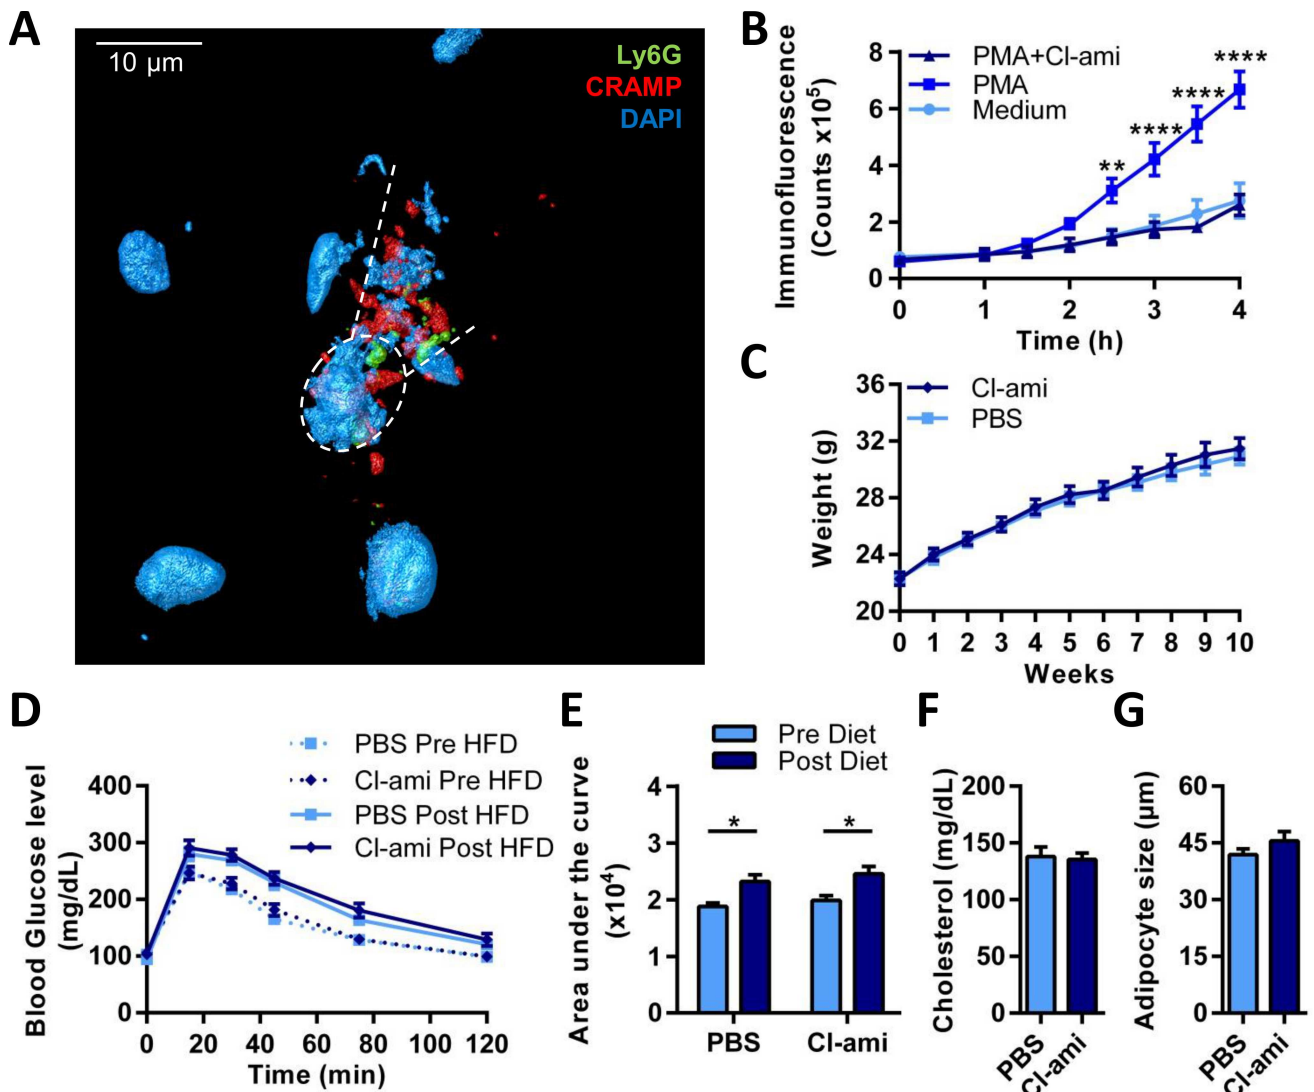 A
10 µm
Ly6G
CRAMP
DAPI
B
Immunofluorescence
(Counts x10⁵)
8
6
4
2
0
PMA+Cl-ami
PMA
Medium
**
****
****
****
0 1 2 3 4
Time (h)
C
Weight (g)
36
32
28
24
20
Cl-ami
PBS
0 1 2 3 4 5 6 7 8 9 10
Weeks
D
Blood Glucose level
(mg/dL)
400
300
200
100
0
PBS Pre HFD
Cl-ami Pre HFD
PBS Post HFD
Cl-ami Post HFD
0 20 40 60 80 100 120
Time (min)
E
Area under the curve
(x10⁴)
Pre Diet
Post Diet
4
3
2
1
0
* *
PBS Cl-ami
F
Cholesterol (mg/dL)
200
150
100
50
0
PBS
Cl-ami
G
Adipocyte size (µm)
60
45
30
15
0
PBS
Cl-ami